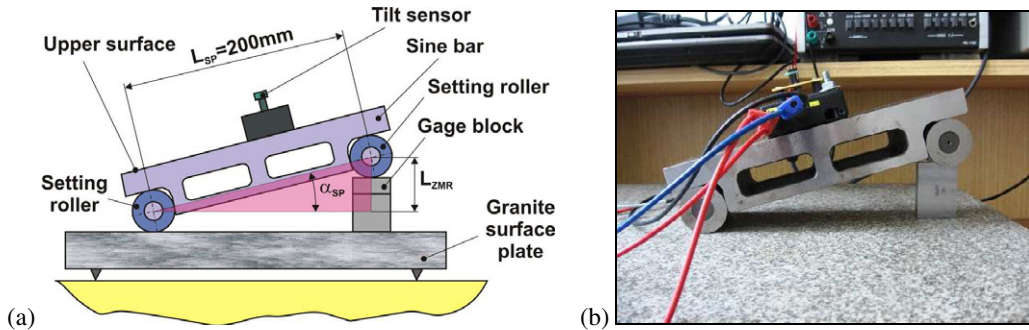 Tilt sensor
Upper surface
L_SP=200mm
Sine bar
Setting roller
Gage block
α_SP
L_ZMR
Setting
roller
Granite
surface
plate
(a)
(b)